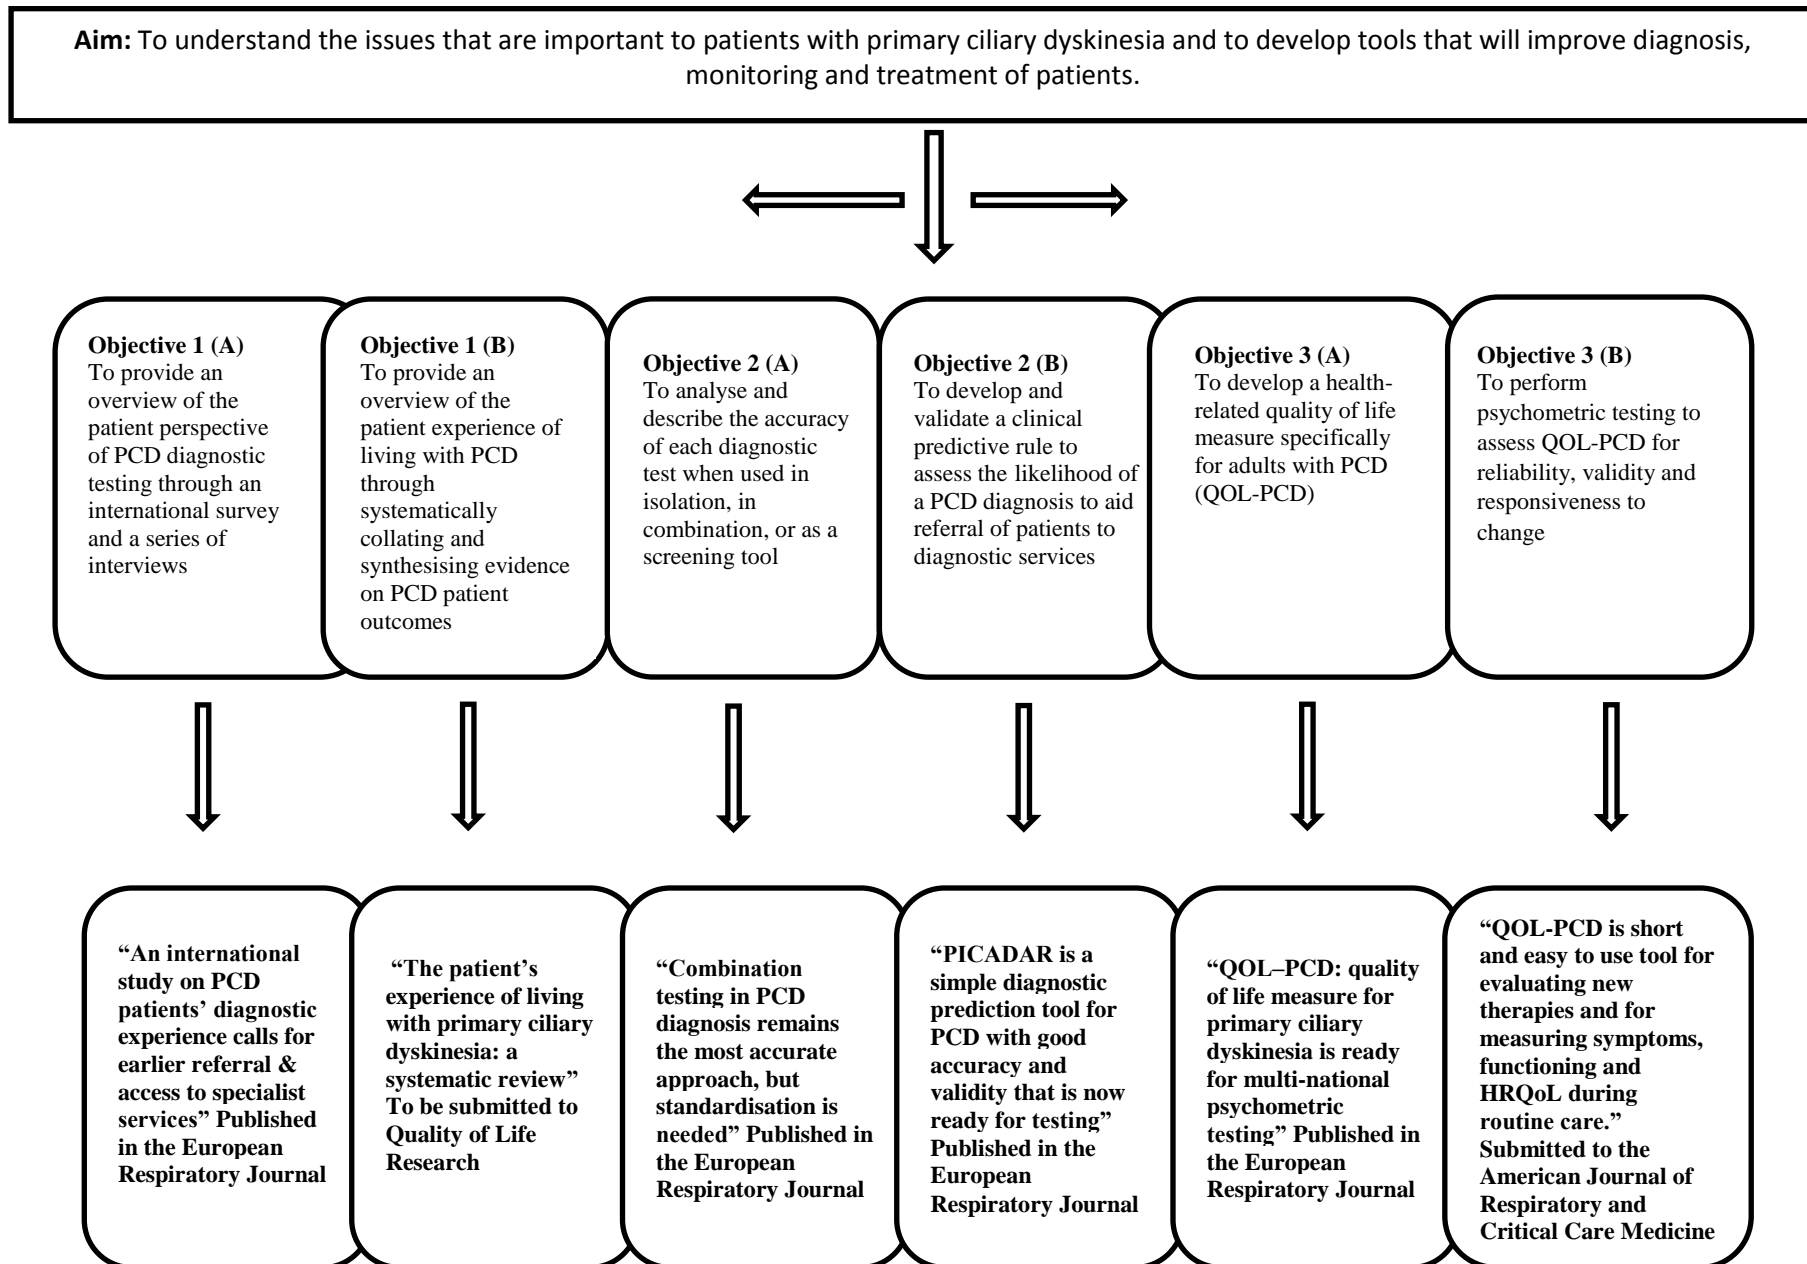 Aim: To understand the issues that are important to patients with primary ciliary dyskinesia and to develop tools that will improve diagnosis,
monitoring and treatment of patients.
Objective 1 (A)
To provide an
overview of the
patient perspective
of PCD diagnostic
testing through an
international survey
and a series of
interviews
Objective 1 (B)
To provide an
overview of the
patient experience of
living with PCD
through
systematically
collating and
synthesising evidence
on PCD patient
outcomes
Objective 2 (A)
To analyse and
describe the accuracy
of each diagnostic
test when used in
isolation, in
combination, or as a
screening tool
Objective 2 (B)
To develop and
validate a clinical
predictive rule to
assess the likelihood of
a PCD diagnosis to aid
referral of patients to
diagnostic services
Objective 3 (A)
To develop a health-
related quality of life
measure specifically
for adults with PCD
(QOL-PCD)
Objective 3 (B)
To perform
psychometric testing to
assess QOL-PCD for
reliability, validity and
responsiveness to
change
“An international
study on PCD
patients’ diagnostic
experience calls for
earlier referral &
access to specialist
services” Published
in the European
Respiratory Journal
“The patient’s
experience of living
with primary ciliary
dyskinesia: a
systematic review”
To be submitted to
Quality of Life
Research
“Combination
testing in PCD
diagnosis remains
the most accurate
approach, but
standardisation is
needed” Published in
the European
Respiratory Journal
“PICADAR is a
simple diagnostic
prediction tool for
PCD with good
accuracy and
validity that is now
ready for testing”
Published in the
European
Respiratory Journal
“QOL–PCD: quality
of life measure for
primary ciliary
dyskinesia is ready
for multi-national
psychometric
testing” Published in
the European
Respiratory Journal
“QOL-PCD is short
and easy to use tool for
evaluating new
therapies and for
measuring symptoms,
functioning and
HRQoL during
routine care.”
Submitted to the
American Journal of
Respiratory and
Critical Care Medicine